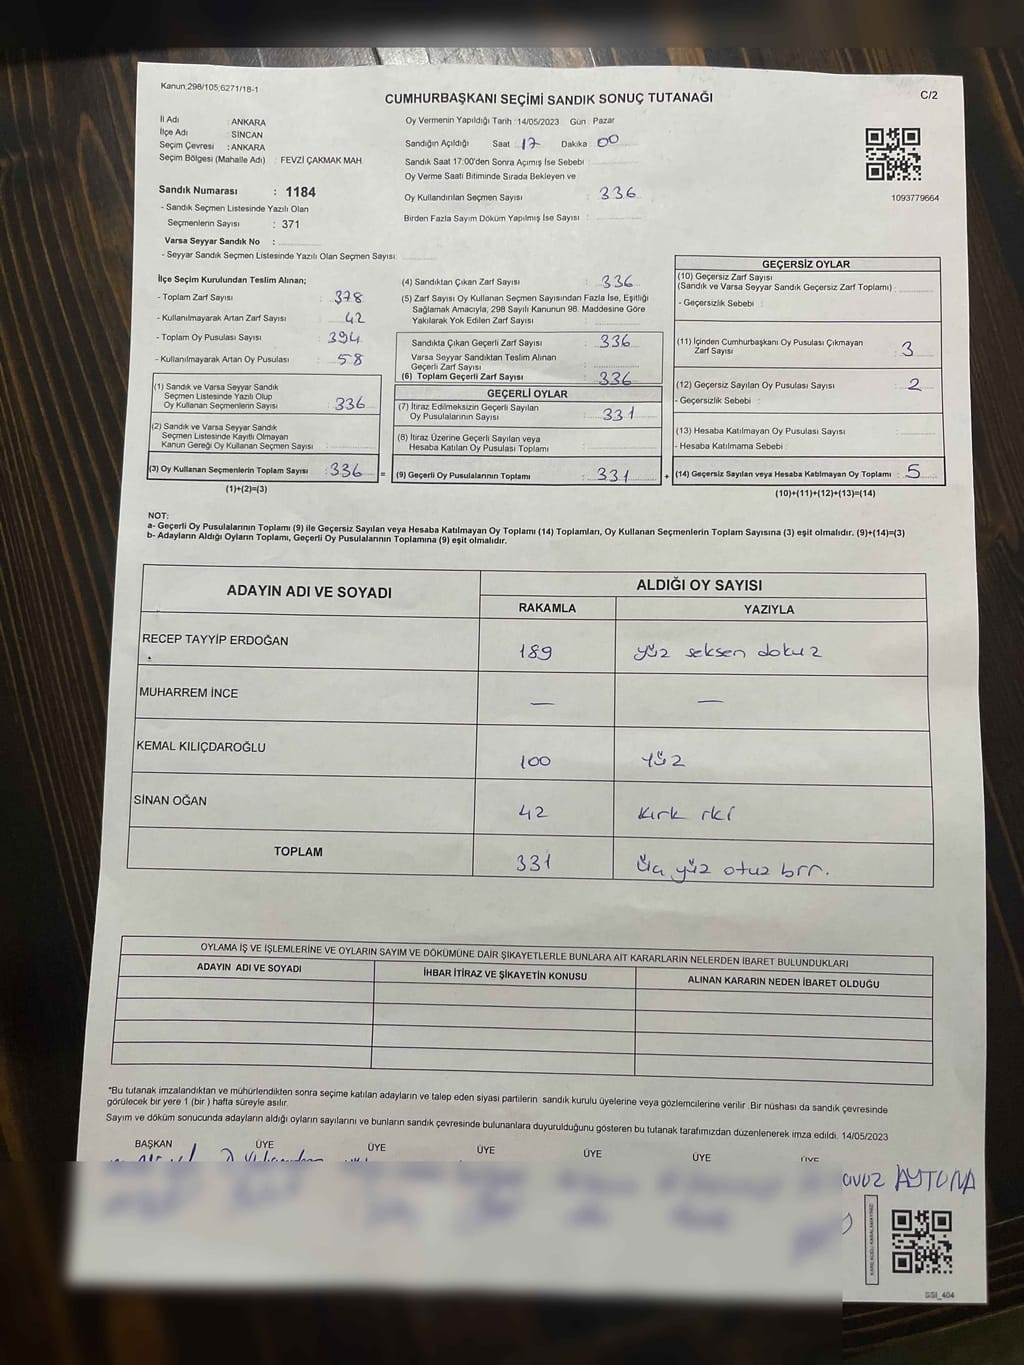 Kanun;298/105;6271/18-1
CUMHURBAŞKANI SEÇİMİ SANDIK SONUÇ TUTANAĞI
C/2
İl Adı : ANKARA
İlçe Adı : SİNCAN
Seçim Çevresi : ANKARA
Seçim Bölgesi (Mahalle Adı) : FEVZİ ÇAKMAK MAH.
Sandık Numarası : 1184
- Sandık Seçmen Listesinde Yazılı Olan
Seçmenlerin Sayısı : 371
Varsa Seyyar Sandık No :
- Seyyar Sandık Seçmen Listesinde Yazılı Olan Seçmen Sayısı:
Oy Vermenin Yapıldığı Tarih : 14/05/2023 Gün : Pazar
Sandığın Açıldığı Saat : 17 Dakika : 00
Sandık Saat 17:00'den Sonra Açımış İse Sebebi :
Oy Verme Saati Bitiminde Sırada Bekleyen ve
Oy Kullandırılan Seçmen Sayısı : 336
Birden Fazla Sayım Döküm Yapılmış İse Sayısı :
1093779664
İlçe Seçim Kurulundan Teslim Alınan;
- Toplam Zarf Sayısı : 378
- Kullanılmayarak Artan Zarf Sayısı : 42
- Toplam Oy Pusulası Sayısı : 394
- Kullanılmayarak Artan Oy Pusulası : 58
(1) Sandık ve Varsa Seyyar Sandık
Seçmen Listesinde Yazılı Olup
Oy Kullanan Seçmenlerin Sayısı : 336
(2) Sandık ve Varsa Seyyar Sandık
Seçmen Listesinde Kayıtlı Olmayan
Kanun Gereği Oy Kullanan Seçmen Sayısı :
(3) Oy Kullanan Seçmenlerin Toplam Sayısı : 336 =
(1)+(2)=(3)
(4) Sandıktan Çıkan Zarf Sayısı : 336
(5) Zarf Sayısı Oy Kullanan Seçmen Sayısından Fazla İse, Eşitliği
Sağlamak Amacıyla, 298 Sayılı Kanunun 98. Maddesine Göre
Yakılarak Yok Edilen Zarf Sayısı :
Sandıkta Çıkan Geçerli Zarf Sayısı : 336
Varsa Seyyar Sandıktan Teslim Alınan
Geçerli Zarf Sayısı :
(6) Toplam Geçerli Zarf Sayısı : 336
GEÇERLİ OYLAR
(7) İtiraz Edilmeksizin Geçerli Sayılan
Oy Pusulalarının Sayısı : 331
(8) İtiraz Üzerine Geçerli Sayılan veya
Hesaba Katılan Oy Pusulası Toplamı :
(9) Geçerli Oy Pusulalarının Toplamı : 331 +
GEÇERSİZ OYLAR
(10) Geçersiz Zarf Sayısı
(Sandık ve Varsa Seyyar Sandık Geçersiz Zarf Toplamı) :
- Geçersizlik Sebebi :
(11) İçinden Cumhurbaşkanı Oy Pusulası Çıkmayan
Zarf Sayısı : 3
(12) Geçersiz Sayılan Oy Pusulası Sayısı : 2
- Geçersizlik Sebebi :
(13) Hesaba Katılmayan Oy Pusulası Sayısı :
- Hesaba Katılmama Sebebi :
(14) Geçersiz Sayılan veya Hesaba Katılmayan Oy Toplamı : 5
(10)+(11)+(12)+(13)=(14)
NOT:
a- Geçerli Oy Pusulalarının Toplamı (9) ile Geçersiz Sayılan veya Hesaba Katılmayan Oy Toplamı (14) Toplamları, Oy Kullanan Seçmenlerin Toplam Sayısına (3) eşit olmalıdır. (9)+(14)=(3)
b- Adayların Aldığı Oyların Toplamı, Geçerli Oy Pusulalarının Toplamına (9) eşit olmalıdır.
ADAYIN ADI VE SOYADI
ALDIĞI OY SAYISI
RAKAMLA YAZIYLA
RECEP TAYYİP ERDOĞAN 189 yüz seksen dokuz
MUHARREM İNCE — —
KEMAL KILIÇDAROĞLU 100 yüz
SİNAN OĞAN 42 kırk iki
TOPLAM 331 Üç yüz otuz bir.
OYLAMA İŞ VE İŞLEMLERİNE VE OYLARIN SAYIM VE DÖKÜMÜNE DAİR ŞİKAYETLERLE BUNLARA AİT KARARLARIN NELERDEN İBARET BULUNDUKLARI
ADAYIN ADI VE SOYADI İHBAR İTİRAZ VE ŞİKAYETİN KONUSU ALINAN KARARIN NEDEN İBARET OLDUĞU
*Bu tutanak imzalandıktan ve mühürlendikten sonra seçime katılan adayların ve talep eden siyasi partilerin sandık kurulu üyelerine veya gözlemcilerine verilir .Bir nüshası da sandık çevresinde
görülecek bir yere 1 (bir ) hafta süreyle asılır.
Sayım ve döküm sonucunda adayların aldığı oyların sayılarını ve bunların sandık çevresinde bulunanlara duyurulduğunu gösteren bu tutanak tarafımızdan düzenlenerek imza edildi. 14/05/2023
BAŞKAN ÜYE ÜYE ÜYE ÜYE ÜYE ÜYE
AYTUNA
SSI_404